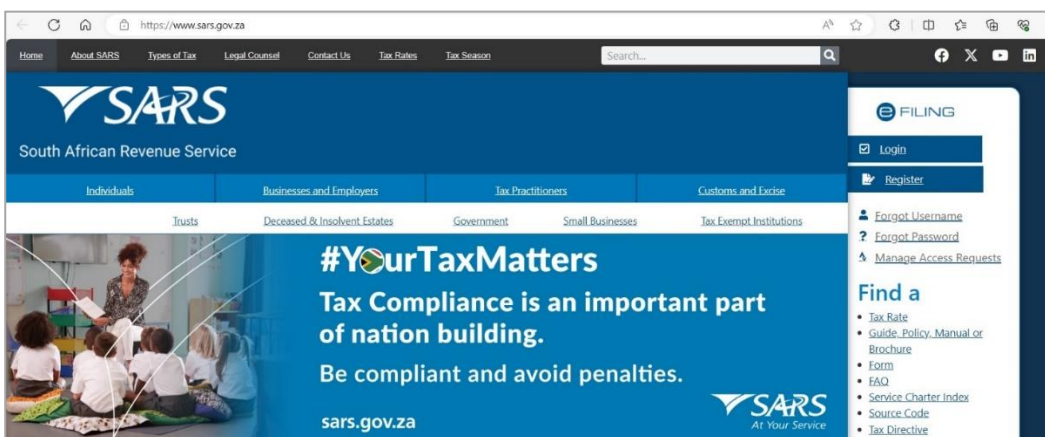 https://www.sars.gov.za
Home About SARS Types of Tax Legal Counsel Contact Us Tax Rates Tax Season Search...
SARS
South African Revenue Service
Individuals Businesses and Employers Tax Practitioners Customs and Excise
Trusts Deceased & Insolvent Estates Government Small Businesses Tax Exempt Institutions
#YourTaxMatters
Tax Compliance is an important part
of nation building.
Be compliant and avoid penalties.
sars.gov.za
SARS
At Your Service
e FILING
Login
Register
Forgot Username
Forgot Password
Manage Access Requests
Find a
Tax Rate
Guide, Policy, Manual or
Brochure
Form
FAQ
Service Charter Index
Source Code
Tax Directive